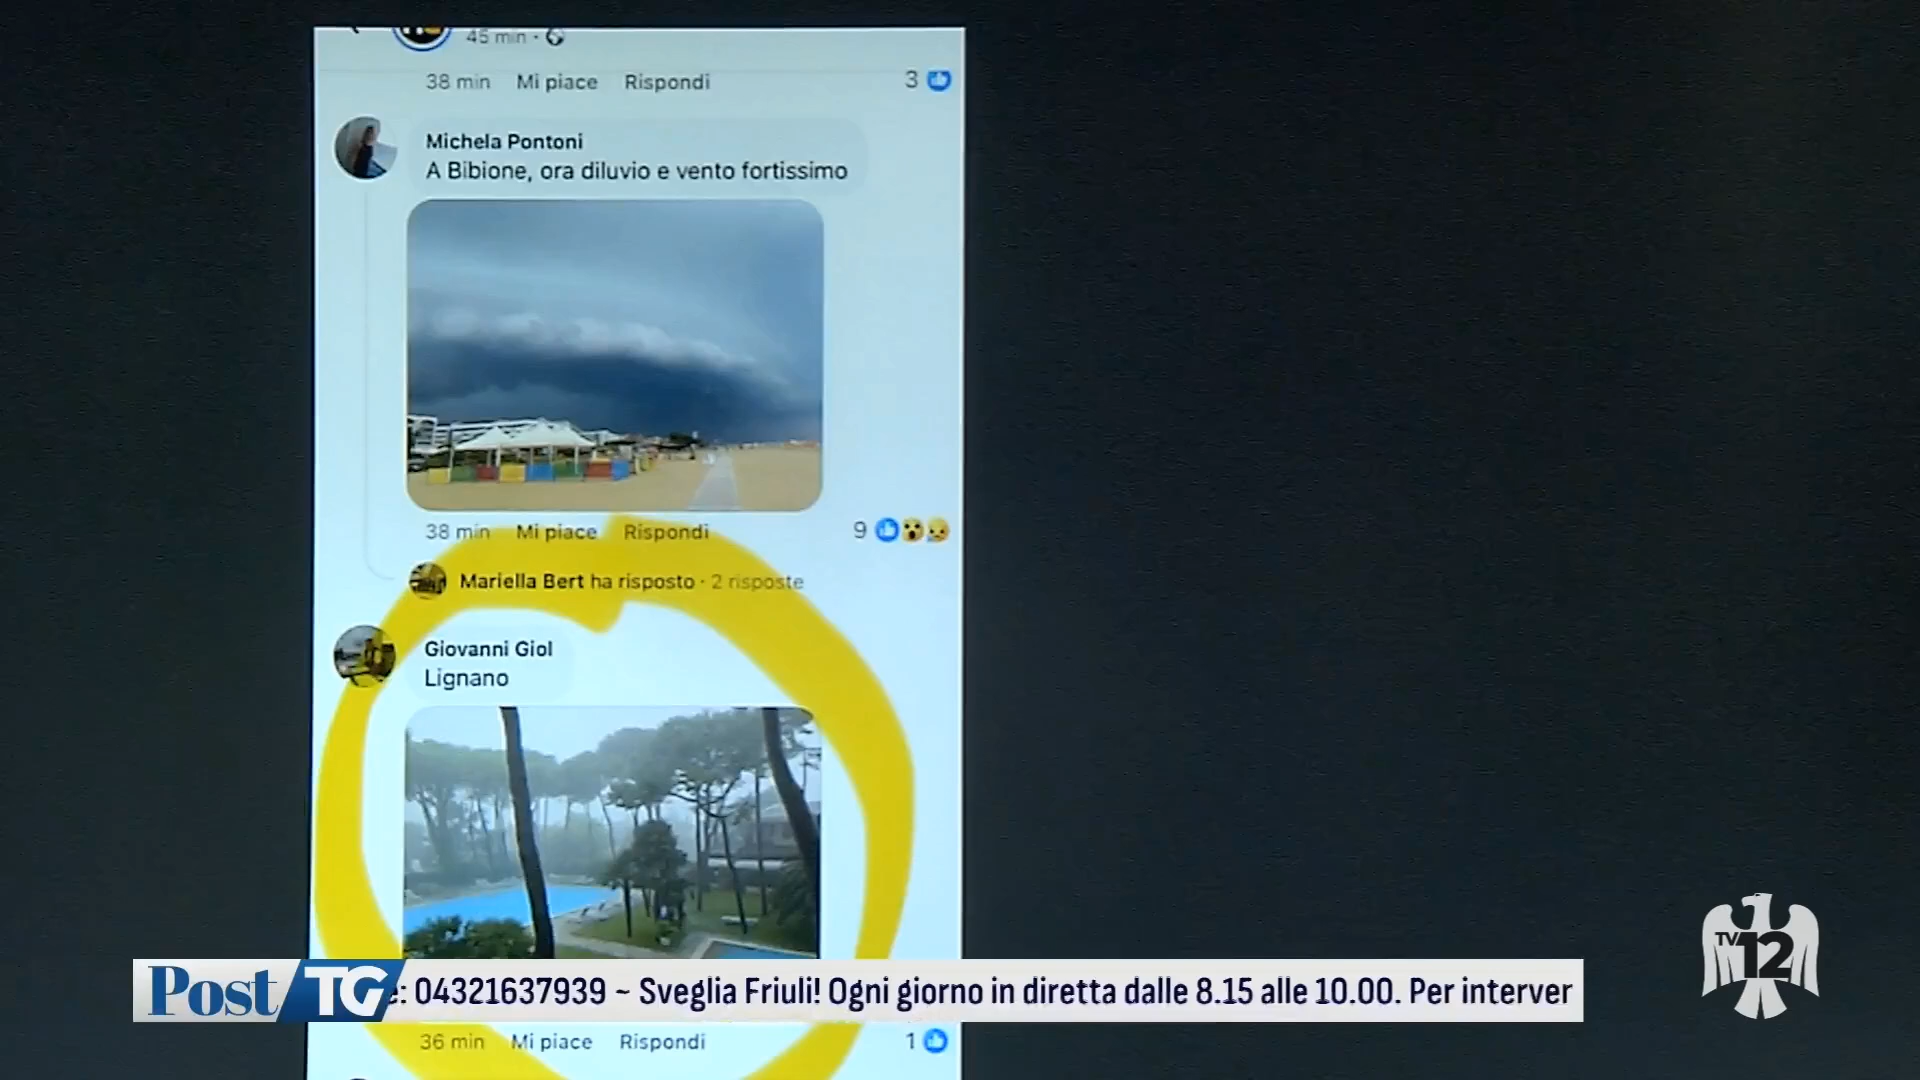 45 min ·
38 min Mi piace Rispondi 3
Michela Pontoni
A Bibione, ora diluvio e vento fortissimo
38 min Mi piace Rispondi 9
Mariella Bert ha risposto · 2 risposte
Giovanni Giol
Lignano
Post TG e: 04321637939 ~ Sveglia Friuli! Ogni giorno in diretta dalle 8.15 alle 10.00. Per interver
TV 12
36 min Mi piace Rispondi 1